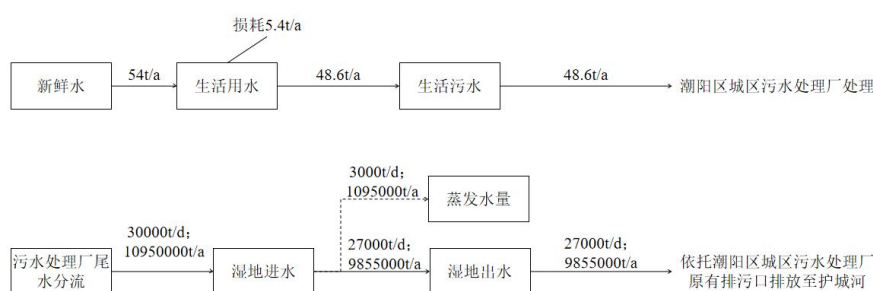 损耗5.4t/a
新鲜水
54t/a
生活用水
48.6t/a
生活污水
48.6t/a
潮阳区城区污水处理厂处理
3000t/d；
1095000t/a
蒸发水量
污水处理厂尾
水分流
30000t/d；
10950000t/a
湿地进水
27000t/d；
9855000t/a
湿地出水
27000t/d；
9855000t/a
依托潮阳区城区污水处理厂
原有排污口排放至护城河